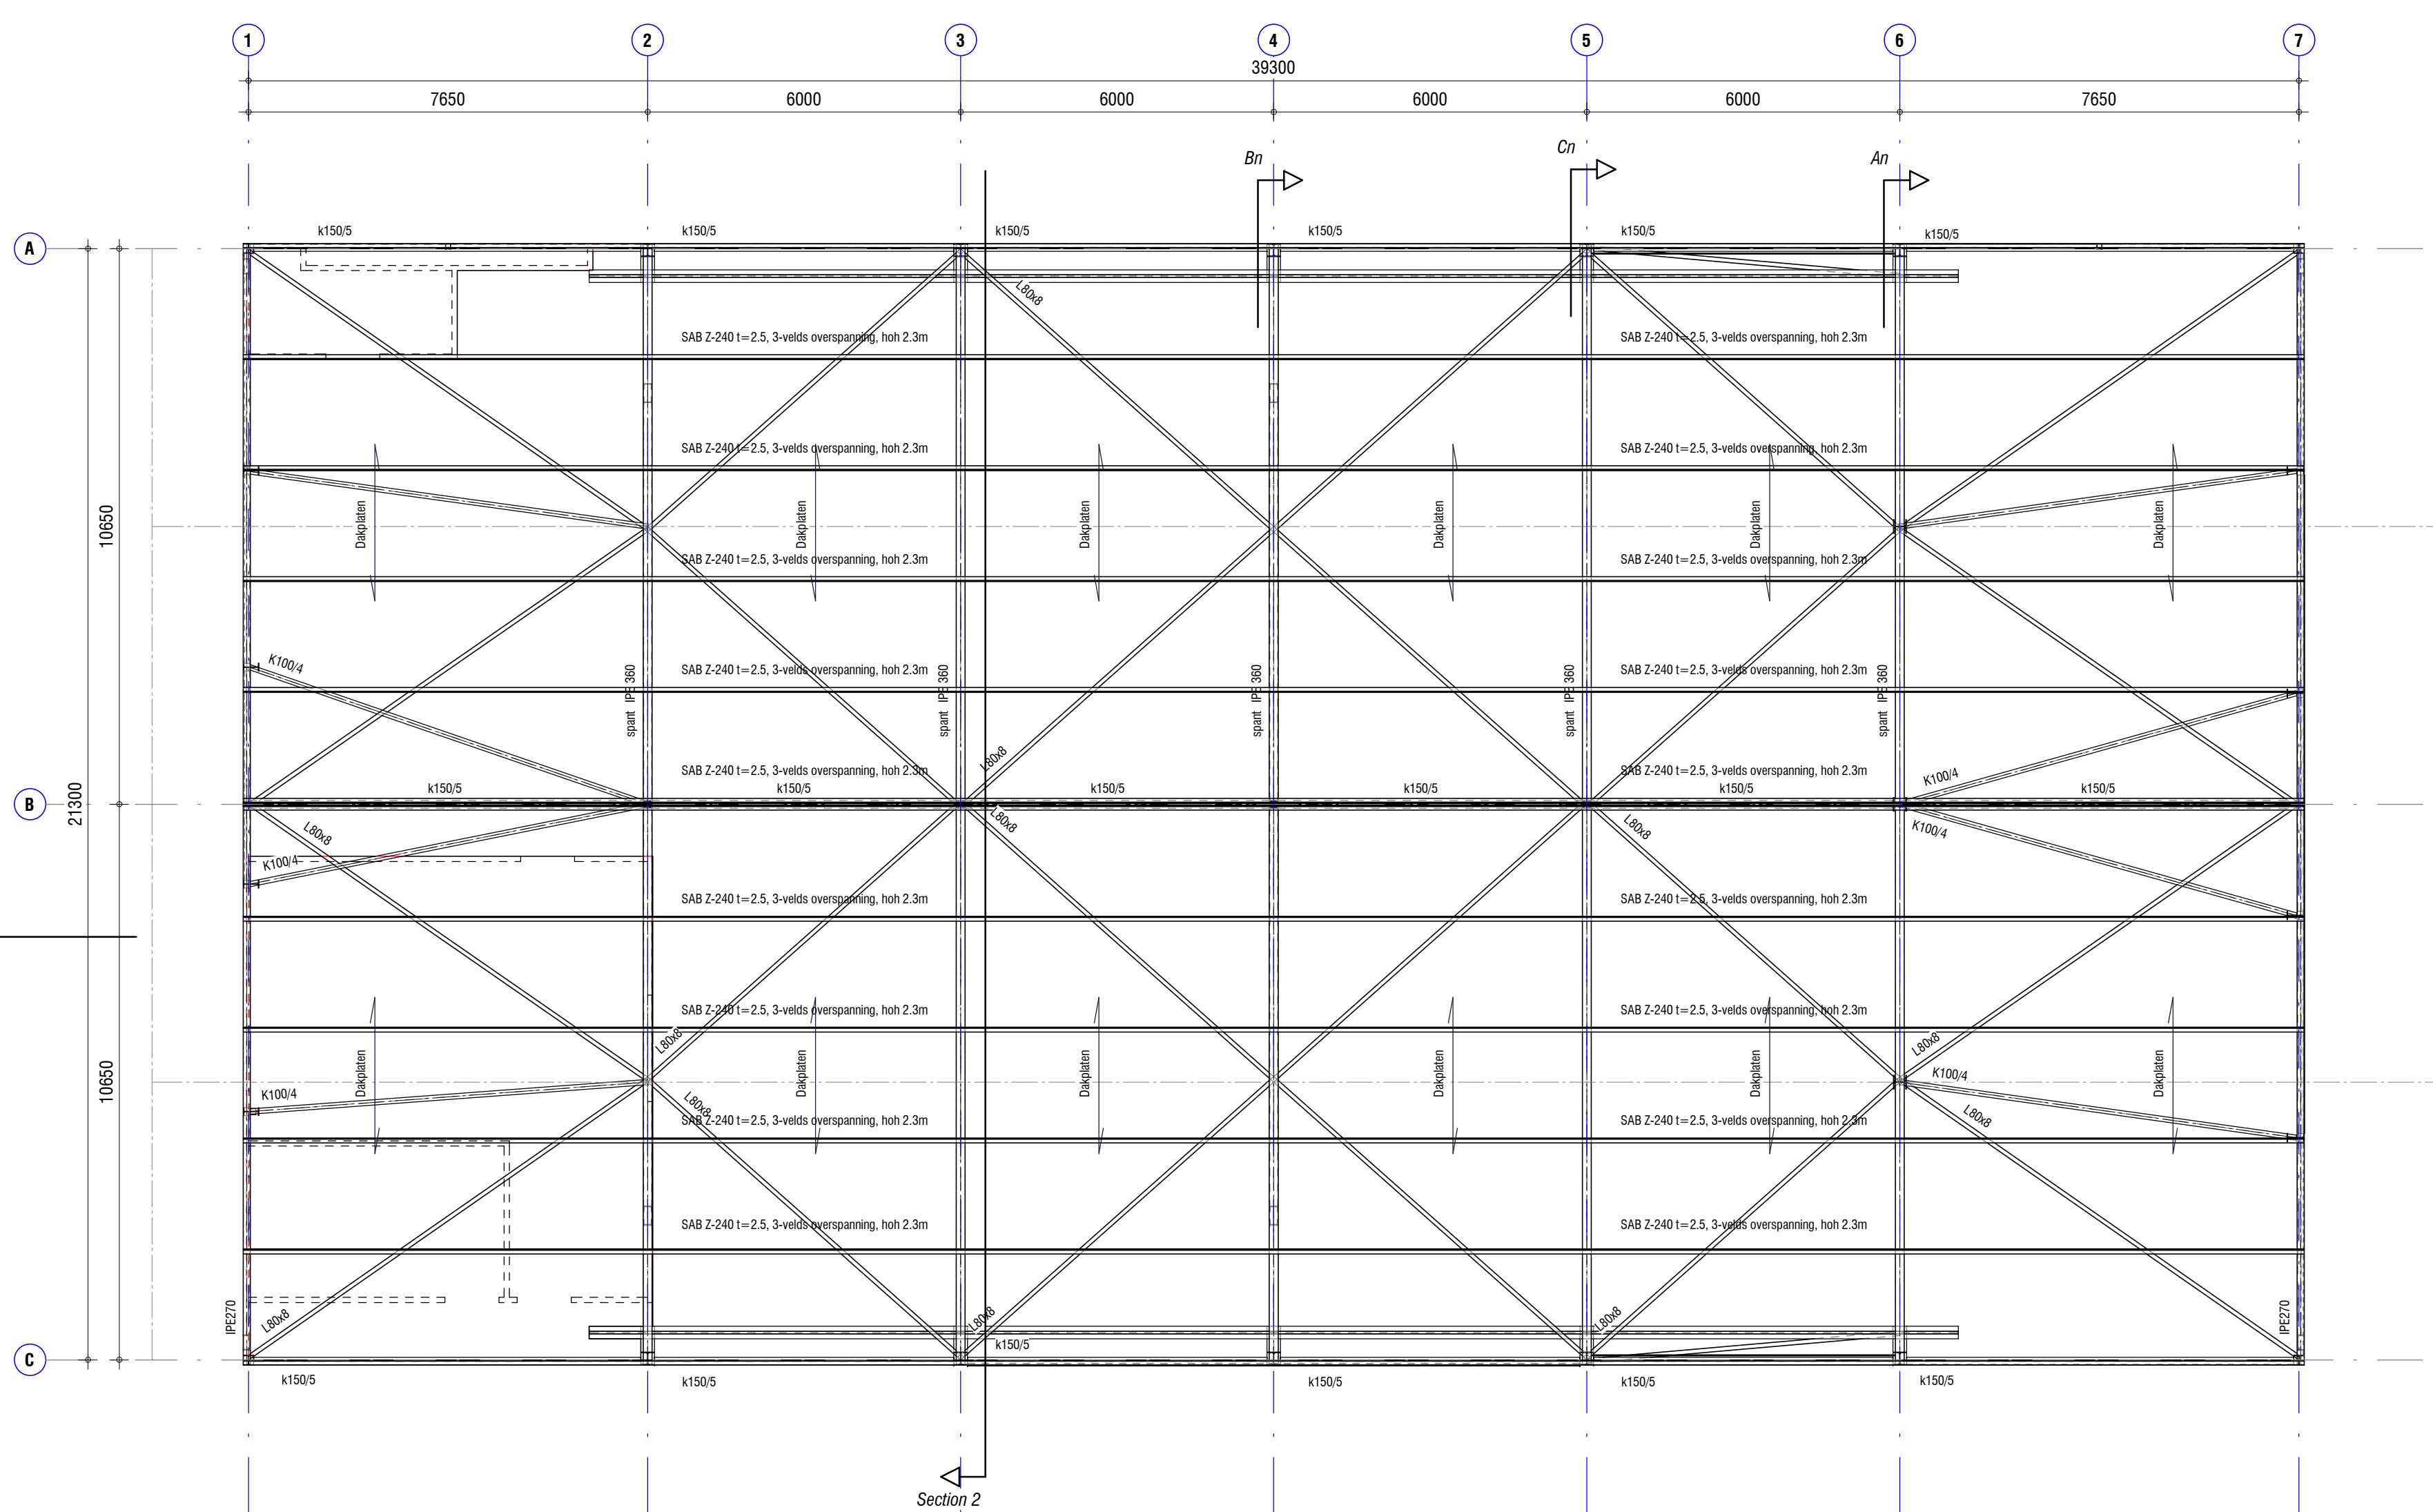 1 2 3 4 5 6 7
39300
7650 6000 6000 6000 6000 7650
Bn Cn An
A
k150/5 k150/5 k150/5 k150/5 k150/5 k150/5
L80x8
SAB Z-240 t=2.5, 3-velds overspanning, hoh 2.3m SAB Z-240 t=2.5, 3-velds overspanning, hoh 2.3m
SAB Z-240 t=2.5, 3-velds overspanning, hoh 2.3m SAB Z-240 t=2.5, 3-velds overspanning, hoh 2.3m
10650
Dakplaten Dakplaten Dakplaten Dakplaten Dakplaten Dakplaten
SAB Z-240 t=2.5, 3-velds overspanning, hoh 2.3m SAB Z-240 t=2.5, 3-velds overspanning, hoh 2.3m
K100/4
SAB Z-240 t=2.5, 3-velds overspanning, hoh 2.3m SAB Z-240 t=2.5, 3-velds overspanning, hoh 2.3m
spant IPE 360 spant IPE 360 spant IPE 360 spant IPE 360 spant IPE 360
L80x8
SAB Z-240 t=2.5, 3-velds overspanning, hoh 2.3m SAB Z-240 t=2.5, 3-velds overspanning, hoh 2.3m
K100/4
k150/5 k150/5 k150/5 k150/5 k150/5 k150/5
21300
B
L80x8 L80x8 L80x8 K100/4
K100/4
SAB Z-240 t=2.5, 3-velds overspanning, hoh 2.3m SAB Z-240 t=2.5, 3-velds overspanning, hoh 2.3m
SAB Z-240 t=2.5, 3-velds overspanning, hoh 2.3m SAB Z-240 t=2.5, 3-velds overspanning, hoh 2.3m
L80x8 L80x8
10650
Dakplaten Dakplaten Dakplaten Dakplaten Dakplaten Dakplaten
K100/4 K100/4
L80x8 L80x8
SAB Z-240 t=2.5, 3-velds overspanning, hoh 2.3m SAB Z-240 t=2.5, 3-velds overspanning, hoh 2.3m
SAB Z-240 t=2.5, 3-velds overspanning, hoh 2.3m SAB Z-240 t=2.5, 3-velds overspanning, hoh 2.3m
IPE270 L80x8 L80x8 L80x8 IPE270
k150/5
C
k150/5 k150/5 k150/5 k150/5 k150/5
Section 2